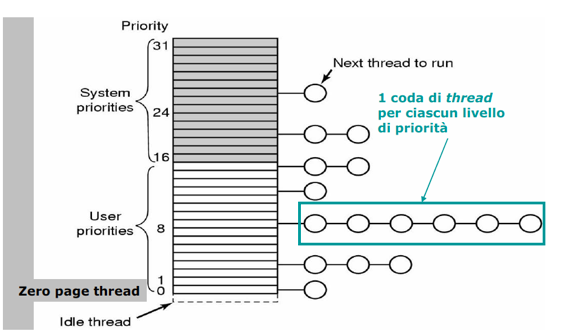 Priority
31
Next thread to run
System
priorities
24
1 coda di thread
per ciascun livello
di priorità
16
User
priorities
8
1
Zero page thread
0
Idle thread